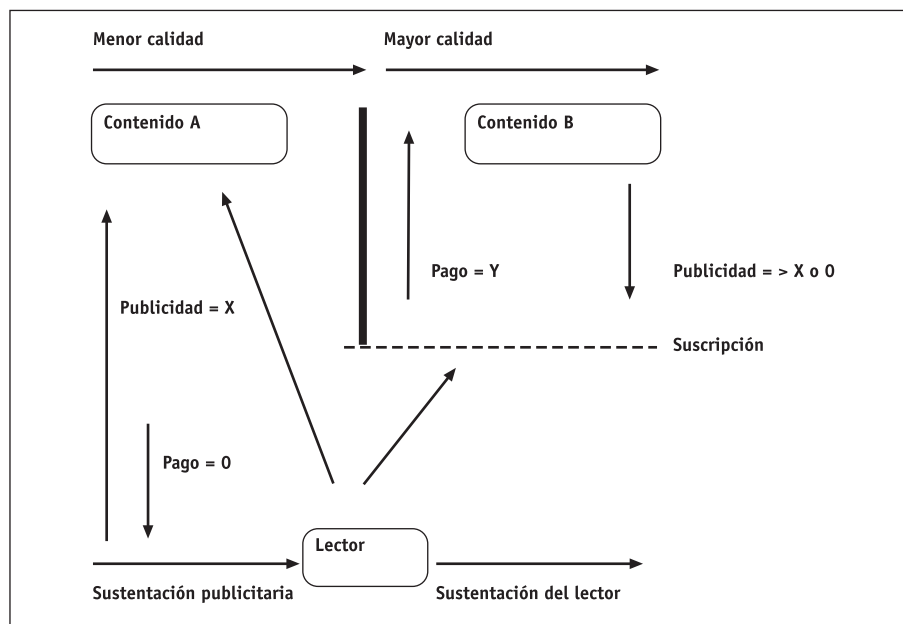 Menor calidad
Mayor calidad
Contenido A
Contenido B
Pago = Y
Publicidad = > X o 0
Publicidad = X
Suscripción
Pago = 0
Lector
Sustentación publicitaria
Sustentación del lector